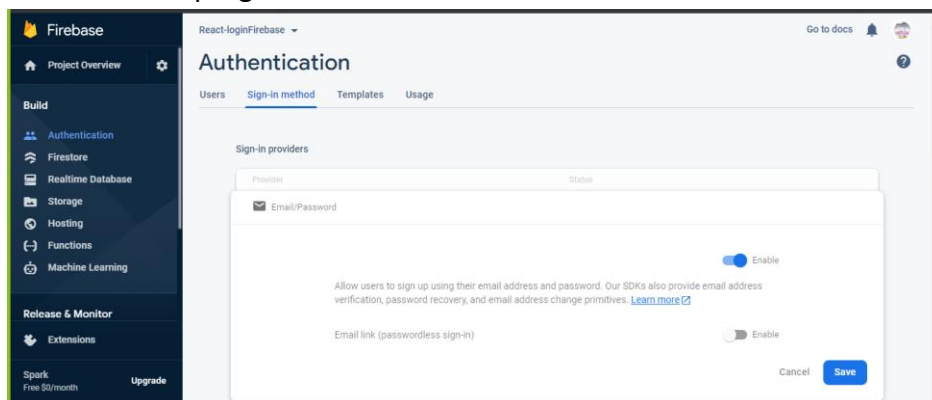 Firebase
React-loginFirebase
Go to docs
Project Overview
Authentication
Users Sign-in method Templates Usage
Build
Authentication
Firestore
Realtime Database
Storage
Hosting
Functions
Machine Learning
Release & Monitor
Extensions
Spark
Free $0/month
Upgrade
Sign-in providers
Provider Status
Email/Password
Enable
Allow users to sign up using their email address and password. Our SDKs also provide email address
verification, password recovery, and email address change primitives. Learn more
Email link (passwordless sign-in) Enable
Cancel Save